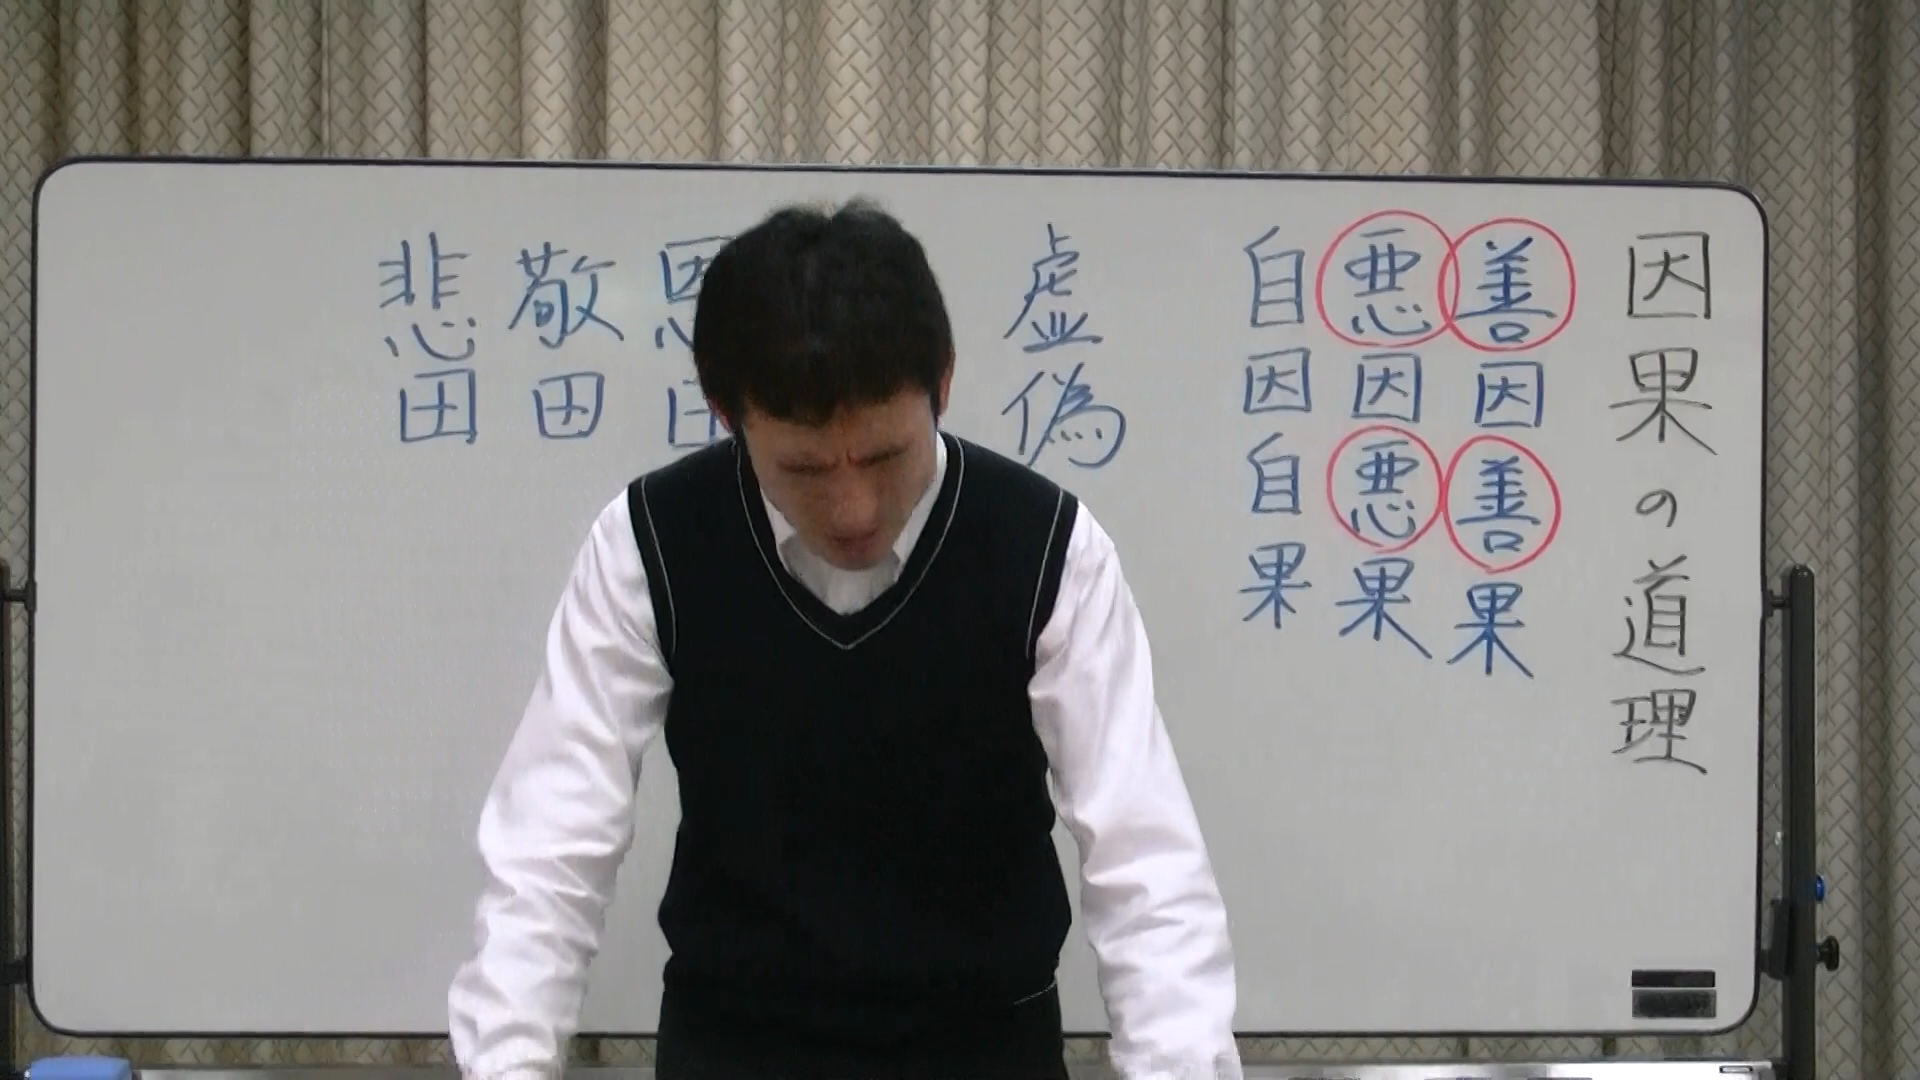 因果の道理
善因善果
悪因悪果
自因自果
虚偽
敬田
悲田